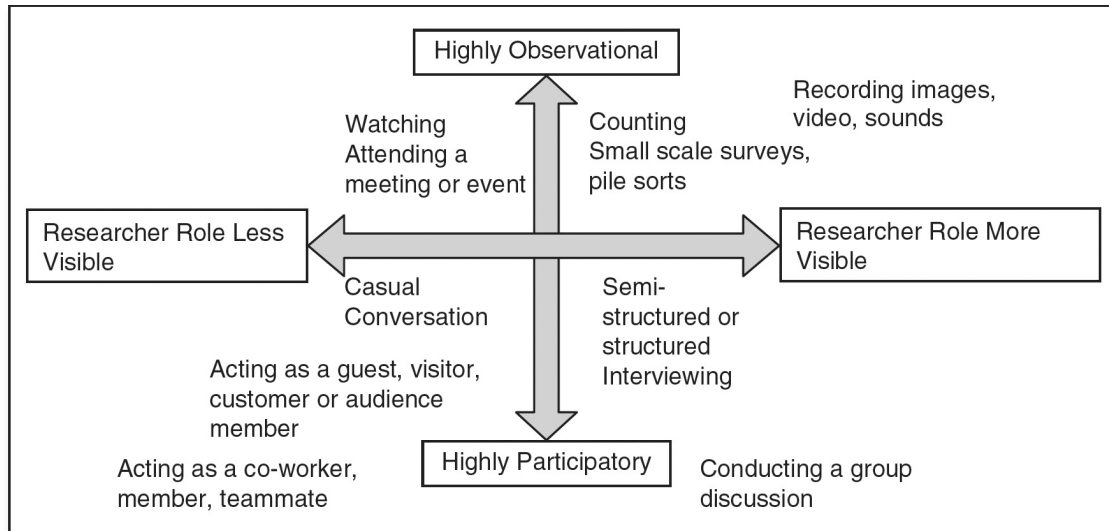 Highly Observational
Recording images,
video, sounds
Watching
Attending a
meeting or event
Counting
Small scale surveys,
pile sorts
Researcher Role Less
Visible
Researcher Role More
Visible
Casual
Conversation
Semi-
structured or
structured
Interviewing
Acting as a guest, visitor,
customer or audience
member
Acting as a co-worker,
member, teammate
Highly Participatory
Conducting a group
discussion